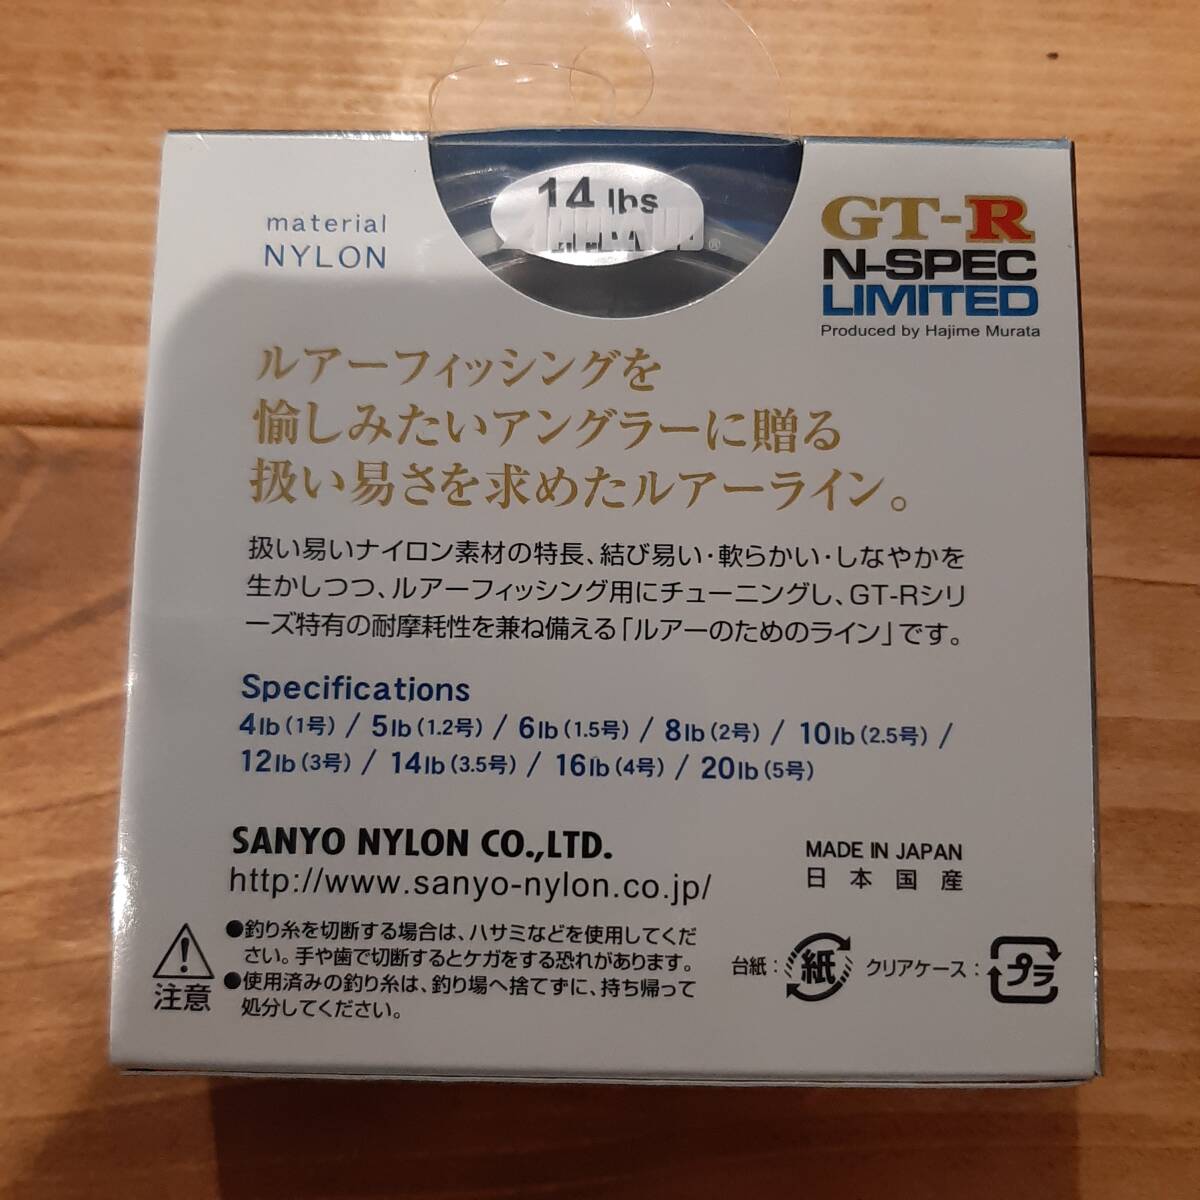 14 lbs
material
NYLON
GT-R
N-SPEC
LIMITED
Produced by Hajime Murata
ルアーフィッシングを
愉しみたいアングラーに贈る
扱い易さを求めたルアーライン。
扱い易いナイロン素材の特長、結び易い・軟らかい・しなやかを
生かしつつ、ルアーフィッシング用にチューニングし、GT-Rシリ
ーズ特有の耐摩耗性を兼ね備える「ルアーのためのライン」です。
Specifications
4lb(1号) / 5lb(1.2号) / 6lb(1.5号) / 8lb(2号) / 10lb(2.5号) /
12lb(3号) / 14lb(3.5号) / 16lb(4号) / 20lb(5号)
SANYO NYLON CO.,LTD.
http://www.sanyo-nylon.co.jp/
MADE IN JAPAN
日本国産
注意
●釣り糸を切断する場合は、ハサミなどを使用してくだ
さい。手や歯で切断するとケガをする恐れがあります。
●使用済みの釣り糸は、釣り場へ捨てずに、持ち帰って
処分してください。
台紙: 紙 クリアケース: プラ